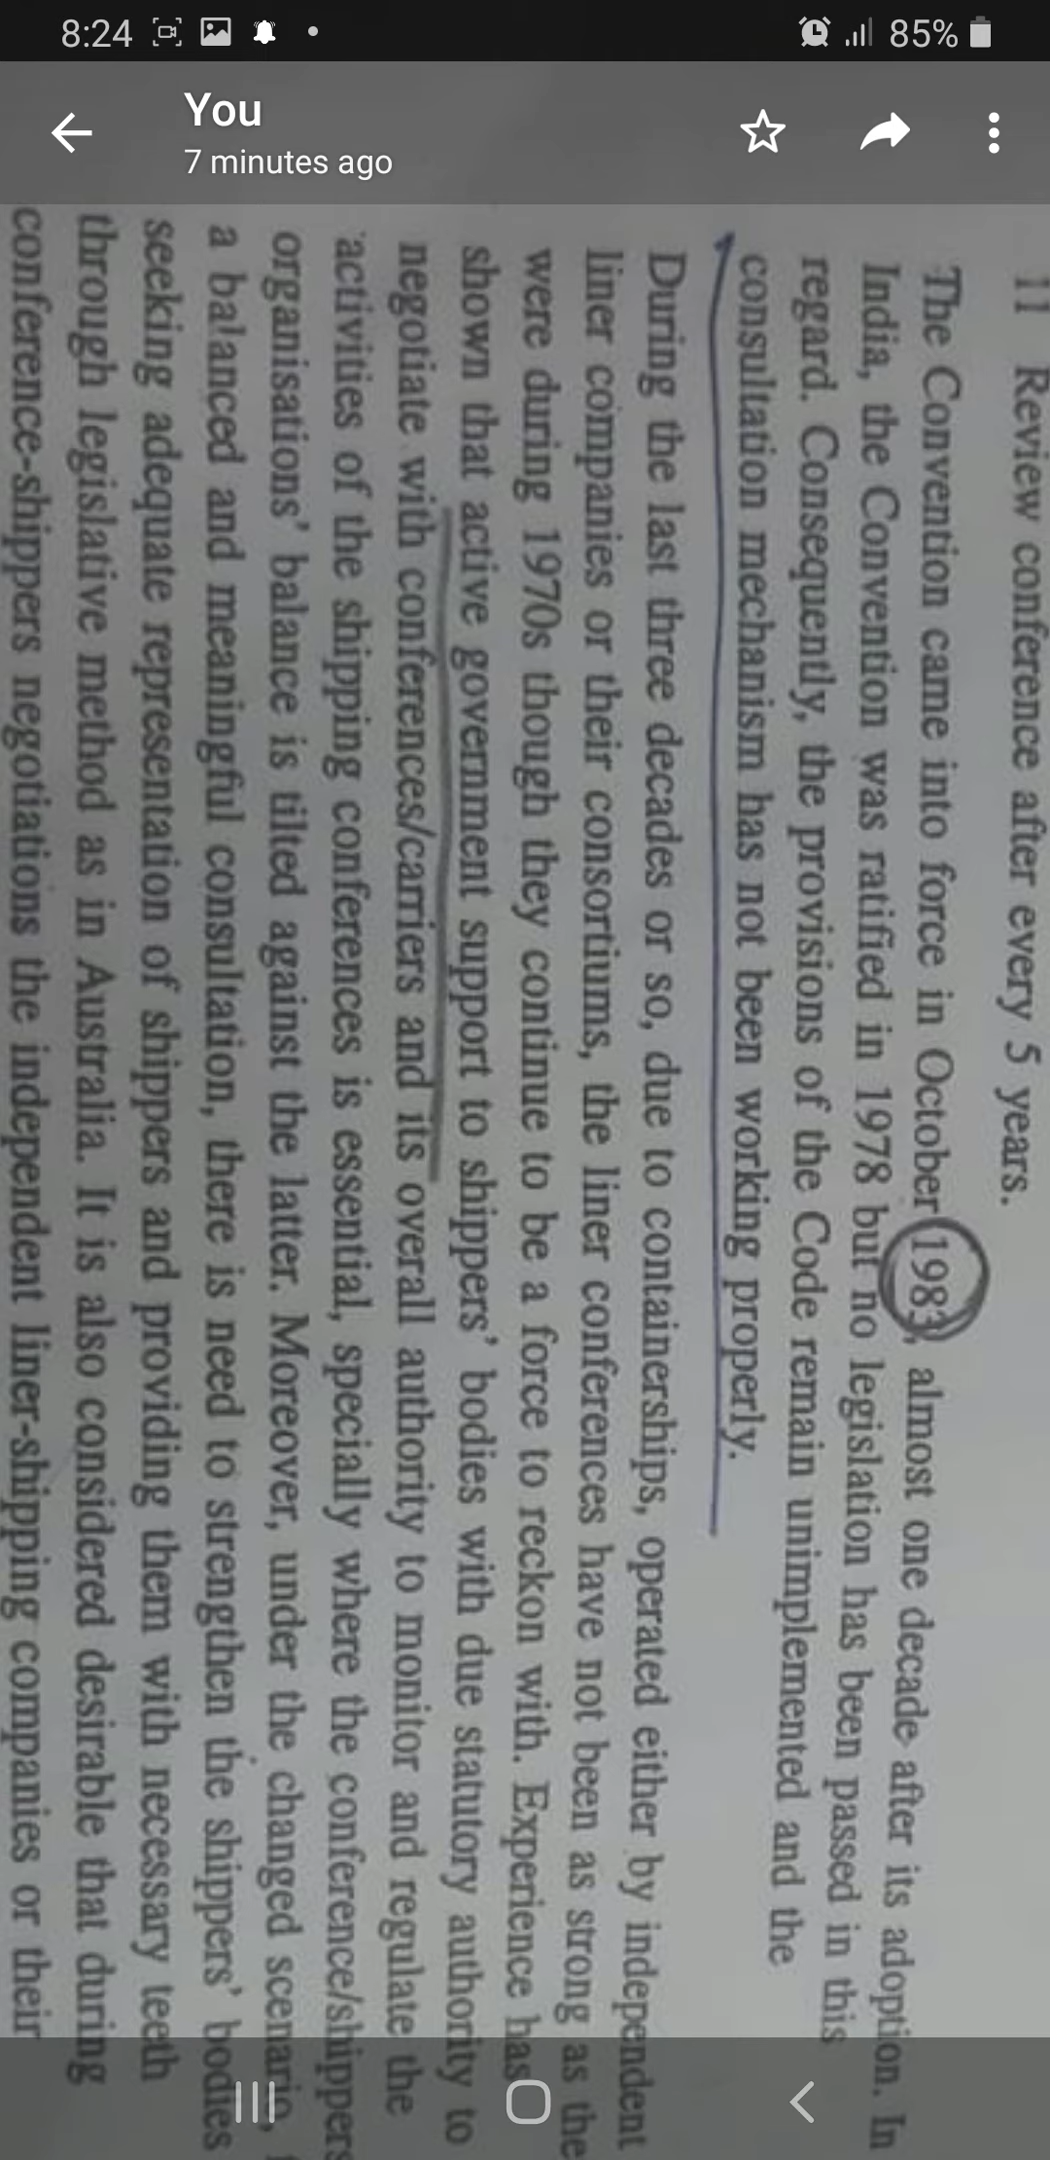 8:24
85%
You
7 minutes ago
11 Review conference after every 5 years.
The Convention came into force in October 1983, almost one decade after its adoption. In
India, the Convention was ratified in 1978 but no legislation has been passed in this
regard. Consequently, the provisions of the Code remain unimplemented and the
consultation mechanism has not been working properly.
During the last three decades or so, due to containerships, operated either by independent
liner companies or their consortiums, the liner conferences have not been as strong as the
were during 1970s though they continue to be a force to reckon with. Experience has
shown that active government support to shippers' bodies with due statutory authority to
negotiate with conferences/carriers and its overall authority to monitor and regulate the
activities of the shipping conferences is essential, specially where the conference/shippers
organisations' balance is tilted against the latter. Moreover, under the changed scenario,
a balanced and meaningful consultation, there is need to strengthen the shippers' bodies
seeking adequate representation of shippers and providing them with necessary teeth
through legislative method as in Australia. It is also considered desirable that during
conference-shippers negotiations the independent liner-shipping companies or their